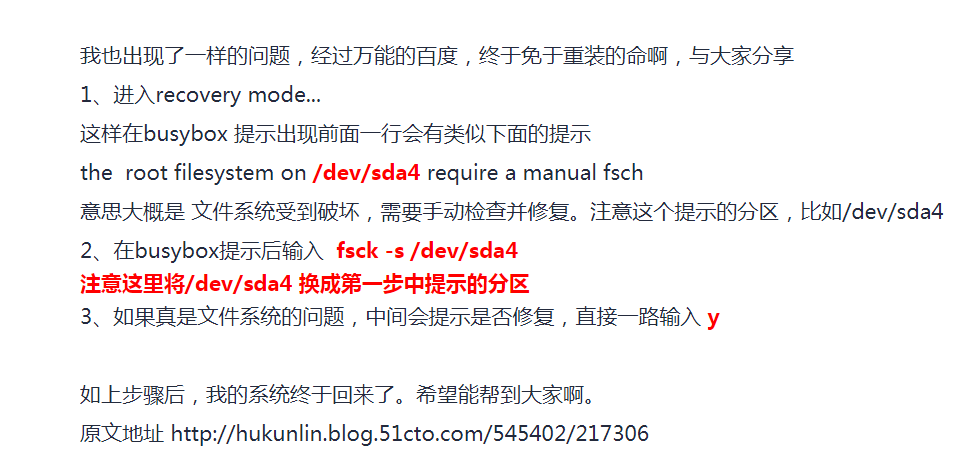 我也出现了一样的问题，经过万能的百度，终于免于重装的命啊，与大家分享
1、进入recovery mode...
这样在busybox 提示出现前面一行会有类似下面的提示
the  root filesystem on /dev/sda4 require a manual fsch
意思大概是 文件系统受到破坏，需要手动检查并修复。注意这个提示的分区，比如/dev/sda4
2、在busybox提示后输入  fsck -s /dev/sda4
注意这里将/dev/sda4 换成第一步中提示的分区
3、如果真是文件系统的问题，中间会提示是否修复，直接一路输入 y
如上步骤后，我的系统终于回来了。希望能帮到大家啊。
原文地址 http://hukunlin.blog.51cto.com/545402/217306